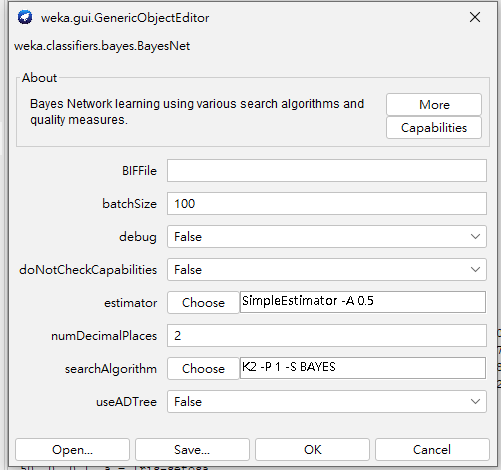 weka.gui.GenericObjectEditor
weka.classifiers.bayes.BayesNet
About
Bayes Network learning using various search algorithms and
quality measures.
More
Capabilities
BIFFile
batchSize 100
debug False
doNotCheckCapabilities False
estimator Choose SimpleEstimator -A 0.5
numDecimalPlaces 2
searchAlgorithm Choose K2 -P 1 -S BAYES
useADTree False
Open... Save... OK Cancel